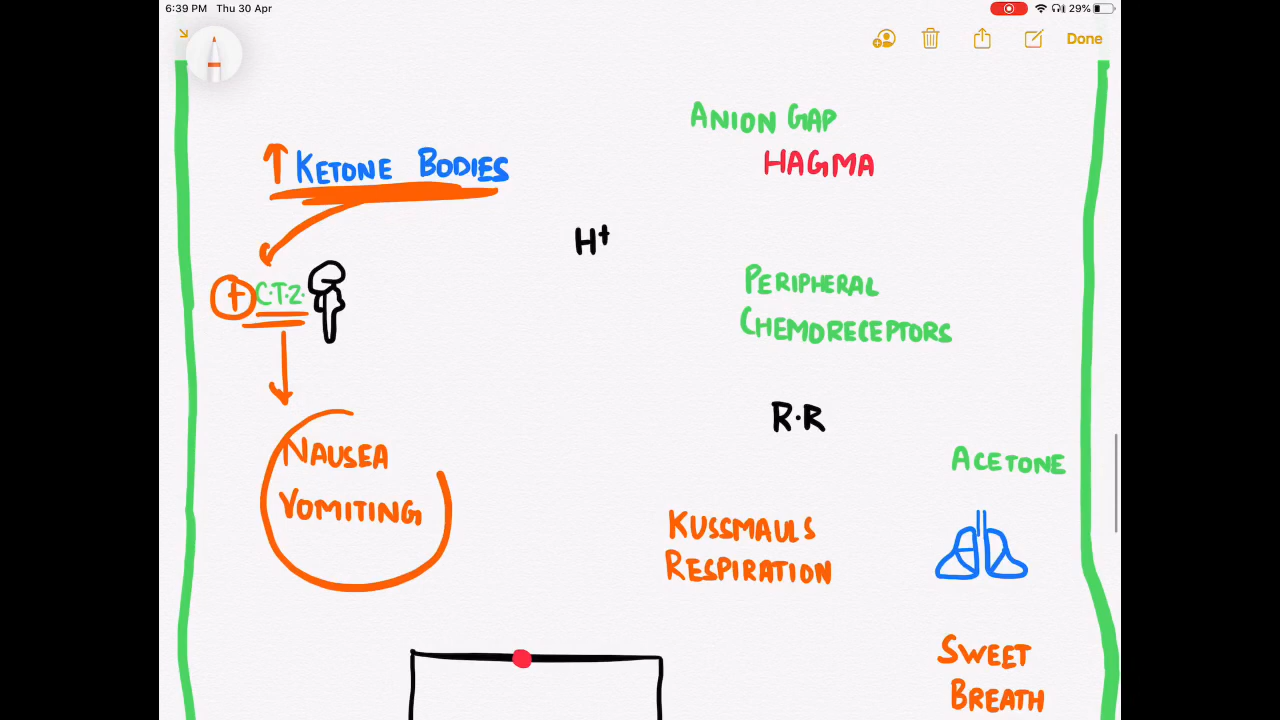 6:39 PM Thu 30 Apr
29%
Done
ANION GAP
HAGMA
↑ KETONE BODIES
H+
+ C.T.Z.
PERIPHERAL
CHEMORECEPTORS
R.R
NAUSEA
VOMITING
ACETONE
KUSSMAULS
RESPIRATION
SWEET
BREATH